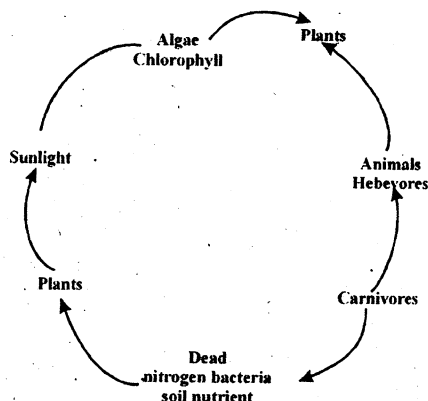 Algae
Chlorophyll
Plants
Sunlight
Animals
Hebevores
Plants
Carnivores
Dead
nitrogen bacteria
soil nutrient